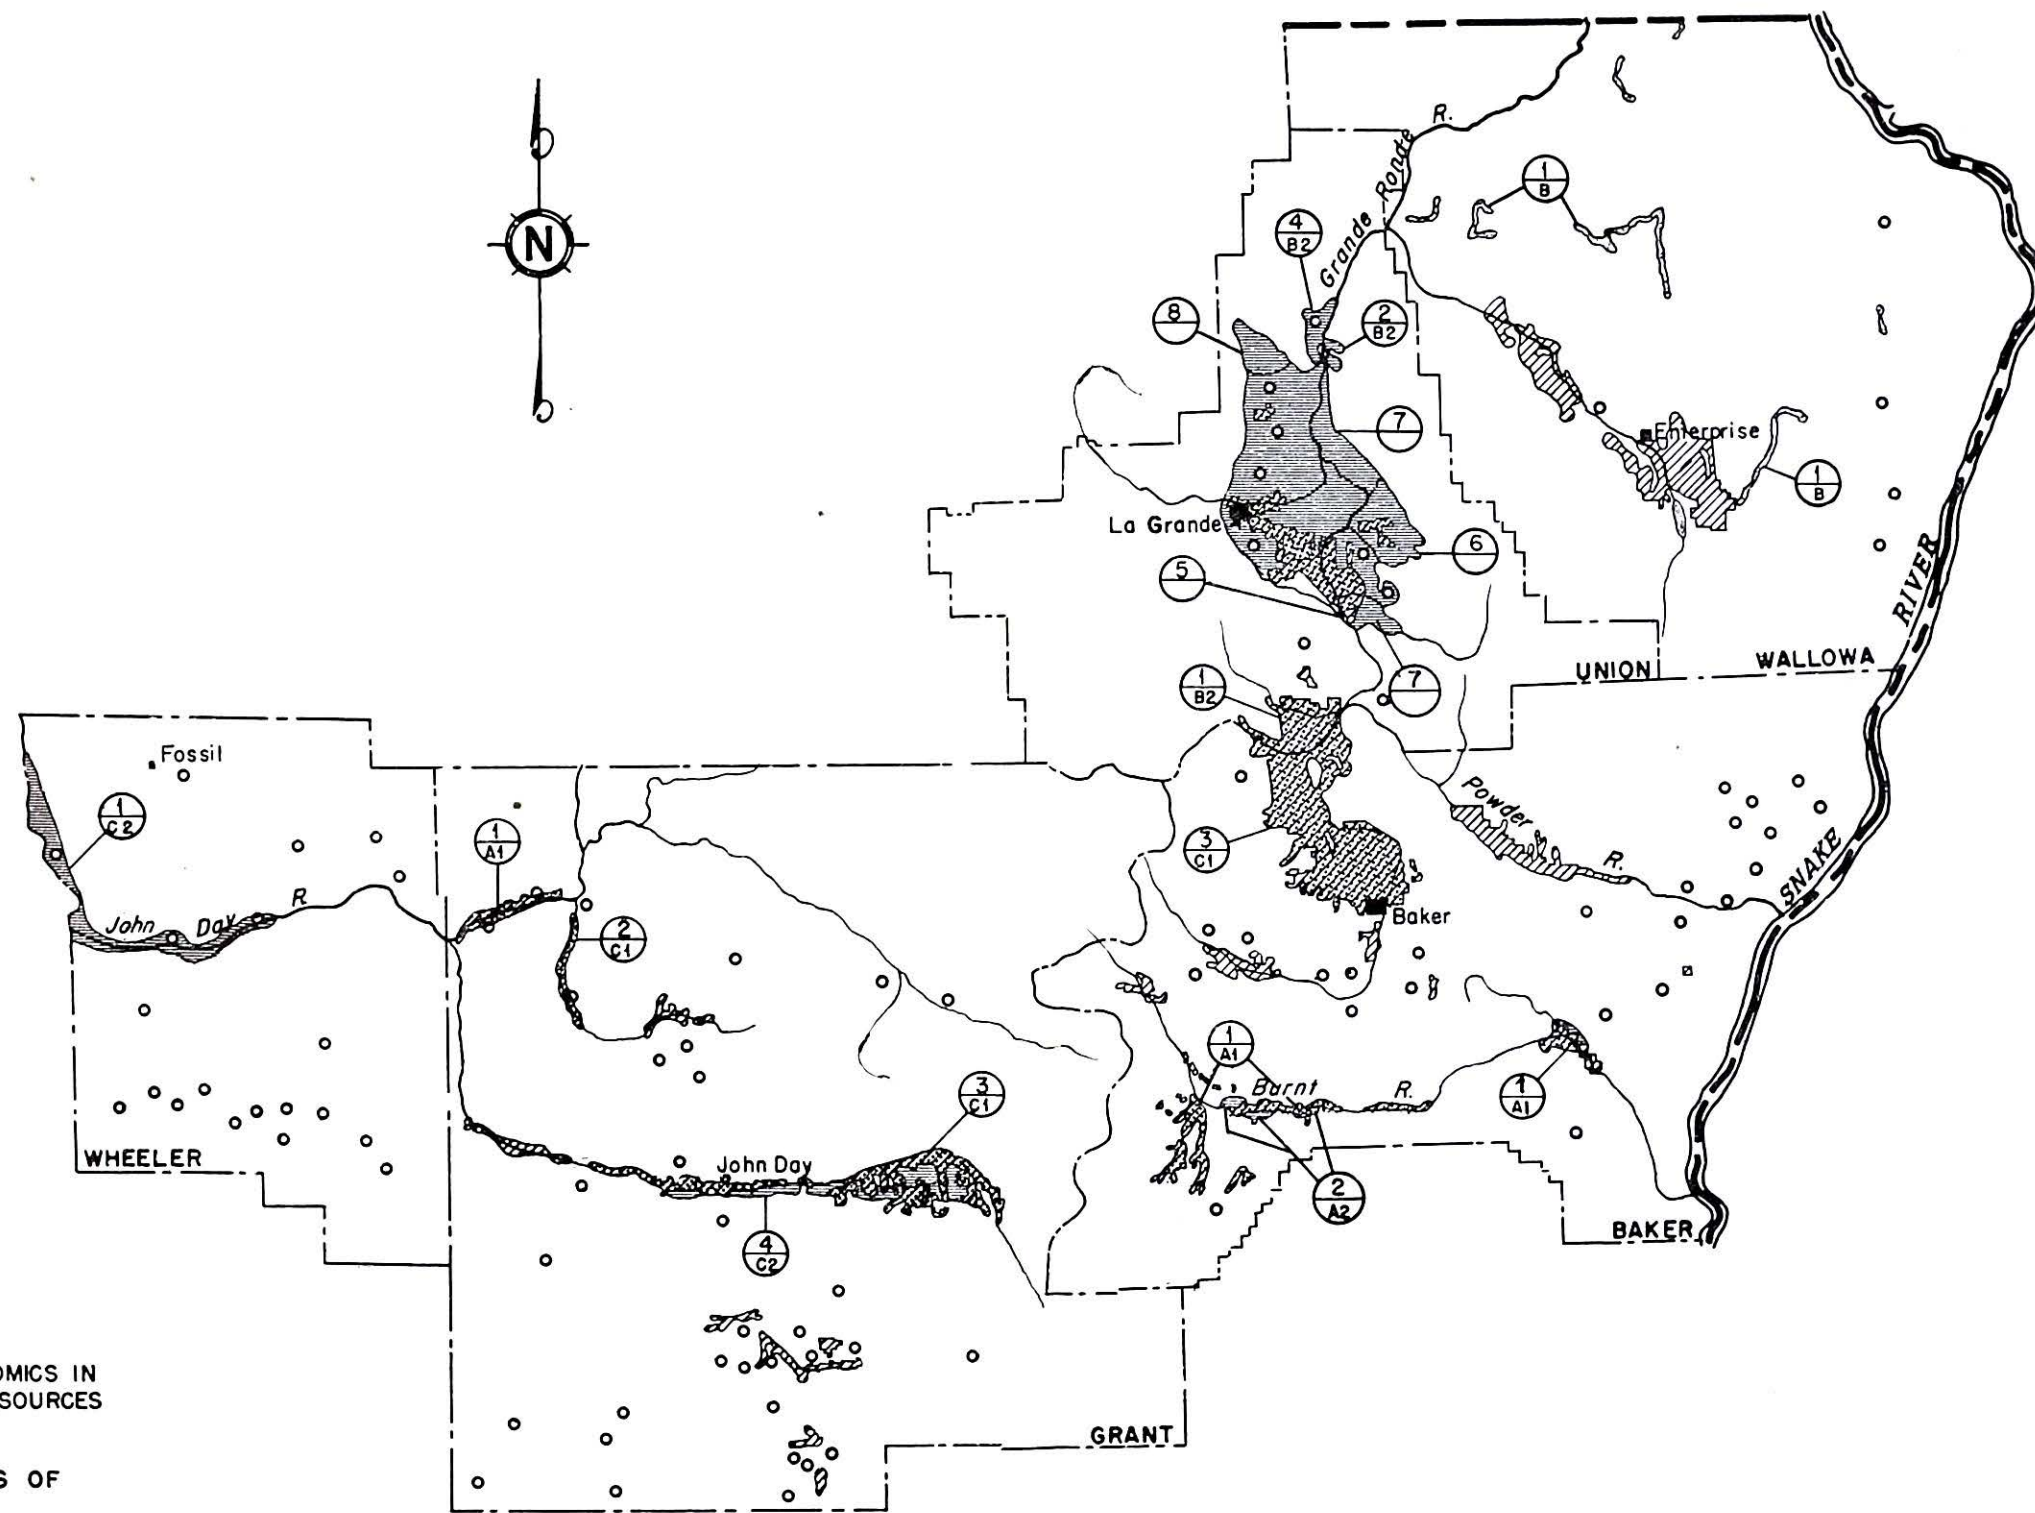 R.
Grande Ronde
1
B
4
B2
N
8
2
B2
7
Enterprise
1
B
La Grande
6
5
RIVER
UNION
WALLOWA
1
B2
7
Fossil
Powder
R.
1
C2
1
A1
3
C1
SNAKE
John Day R.
Baker
2
C1
1
A1
Burnt R.
1
A1
3
C1
WHEELER
John Day
2
A2
BAKER
4
C2
OMICS IN
SOURCES
GRANT
S OF